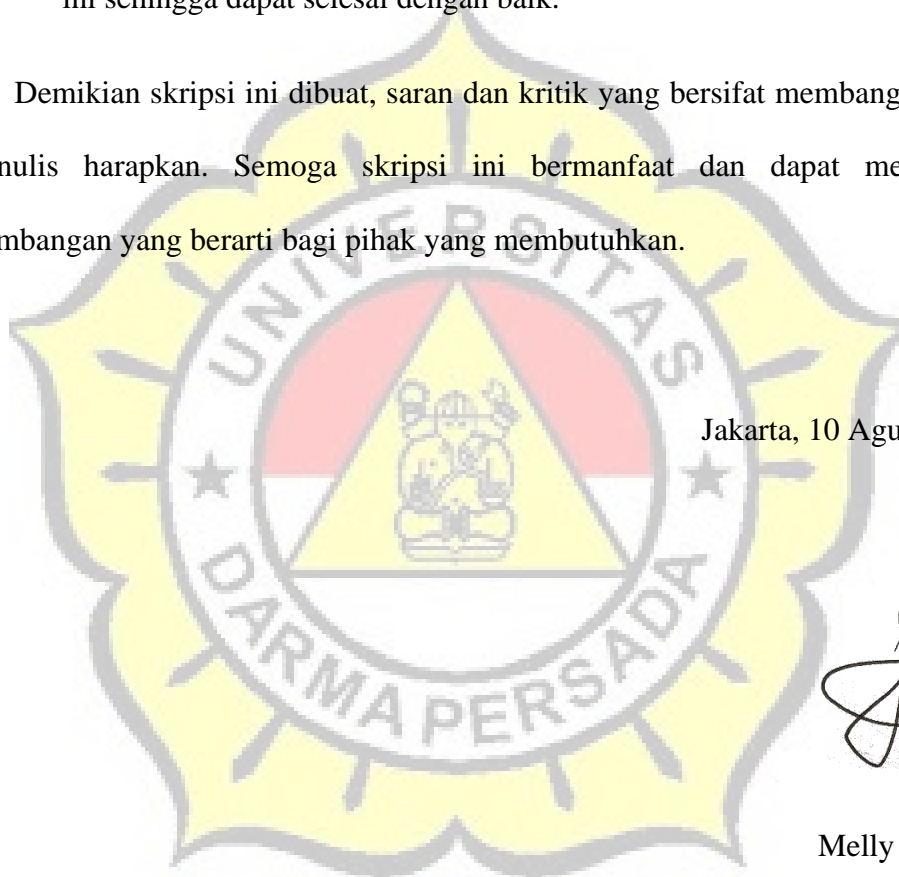 ini sehingga dapat selesai dengan baik.
Demikian skripsi ini dibuat, saran dan kritik yang bersifat membang
nulis harapkan. Semoga skripsi ini bermanfaat dan dapat me
mbangan yang berarti bagi pihak yang membutuhkan.
UNIVERSITAS
Jakarta, 10 Agu
DARMA PERSADA
Melly